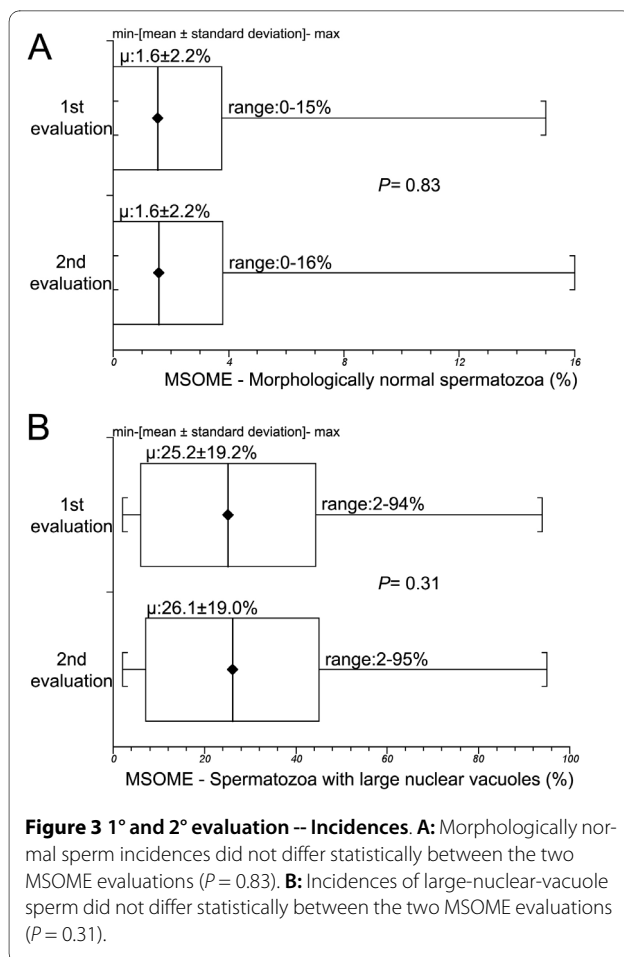 A
min-[mean ± standard deviation]- max
µ:1.6±2.2%
1st
evaluation
range:0-15%
P= 0.83
µ:1.6±2.2%
2nd
evaluation
range:0-16%
0 4 8 12 16
MSOME - Morphologically normal spermatozoa (%)
B
min-[mean ± standard deviation]- max
µ:25.2±19.2%
1st
evaluation
range:2-94%
P= 0.31
µ:26.1±19.0%
2nd
evaluation
range:2-95%
0 20 40 60 80 100
MSOME - Spermatozoa with large nuclear vacuoles (%)
Figure 3 1° and 2° evaluation -- Incidences. A: Morphologically nor-
mal sperm incidences did not differ statistically between the two
MSOME evaluations (P = 0.83). B: Incidences of large-nuclear-vacuole
sperm did not differ statistically between the two MSOME evaluations
(P = 0.31).